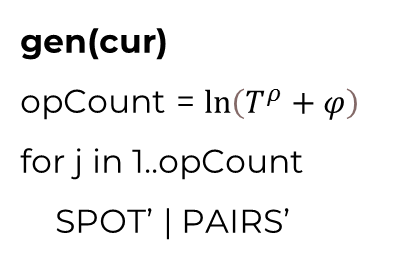 gen(cur)
opCount = ln(T^ρ + φ)
for j in 1..opCount
SPOT’ | PAIRS’